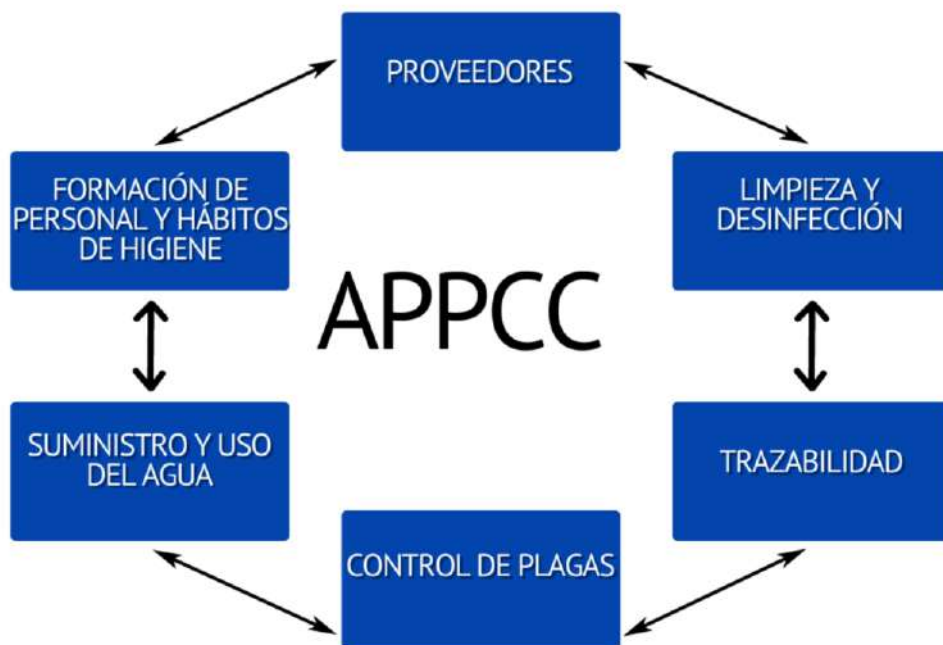 PROVEEDORES
FORMACIÓN DE
PERSONAL Y HÁBITOS
DE HIGIENE
LIMPIEZA Y
DESINFECCIÓN
APPCC
SUMINISTRO Y USO
DEL AGUA
TRAZABILIDAD
CONTROL DE PLAGAS